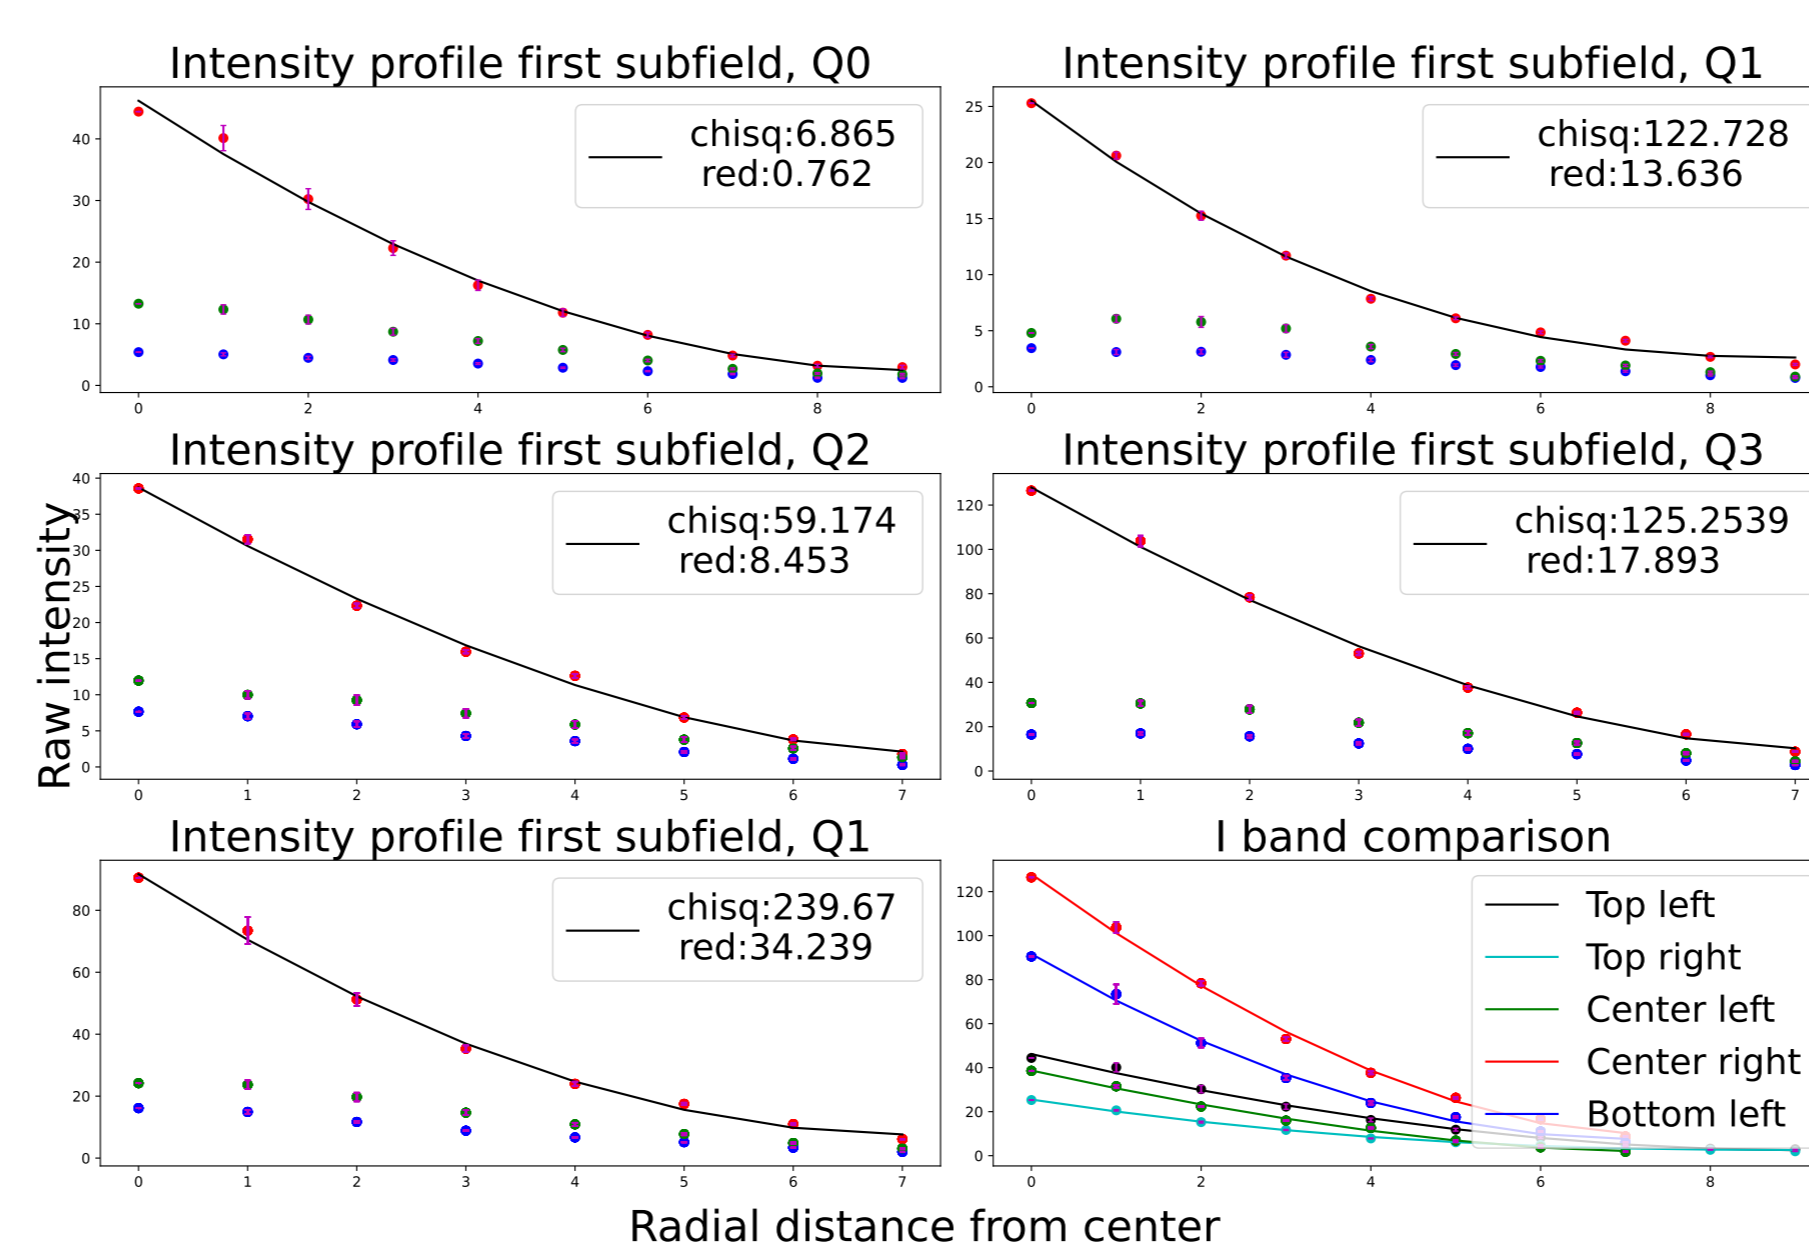 Intensity profile first subfield, Q0
40
30
20
10
0
0 2 4 6 8
chisq:6.865
red:0.762
Intensity profile first subfield, Q1
25
20
15
10
5
0
0 2 4 6 8
chisq:122.728
red:13.636
Intensity profile first subfield, Q2
40
35
30
25
20
15
10
5
0
0 1 2 3 4 5 6 7
chisq:59.174
red:8.453
Intensity profile first subfield, Q3
120
100
80
60
40
20
0
0 1 2 3 4 5 6 7
chisq:125.2539
red:17.893
Intensity profile first subfield, Q1
80
60
40
20
0
0 1 2 3 4 5 6 7
chisq:239.67
red:34.239
I band comparison
120
100
80
60
40
20
0
0 2 4 6 8
Top left
Top right
Center left
Center right
Bottom left
Raw intensity
Radial distance from center